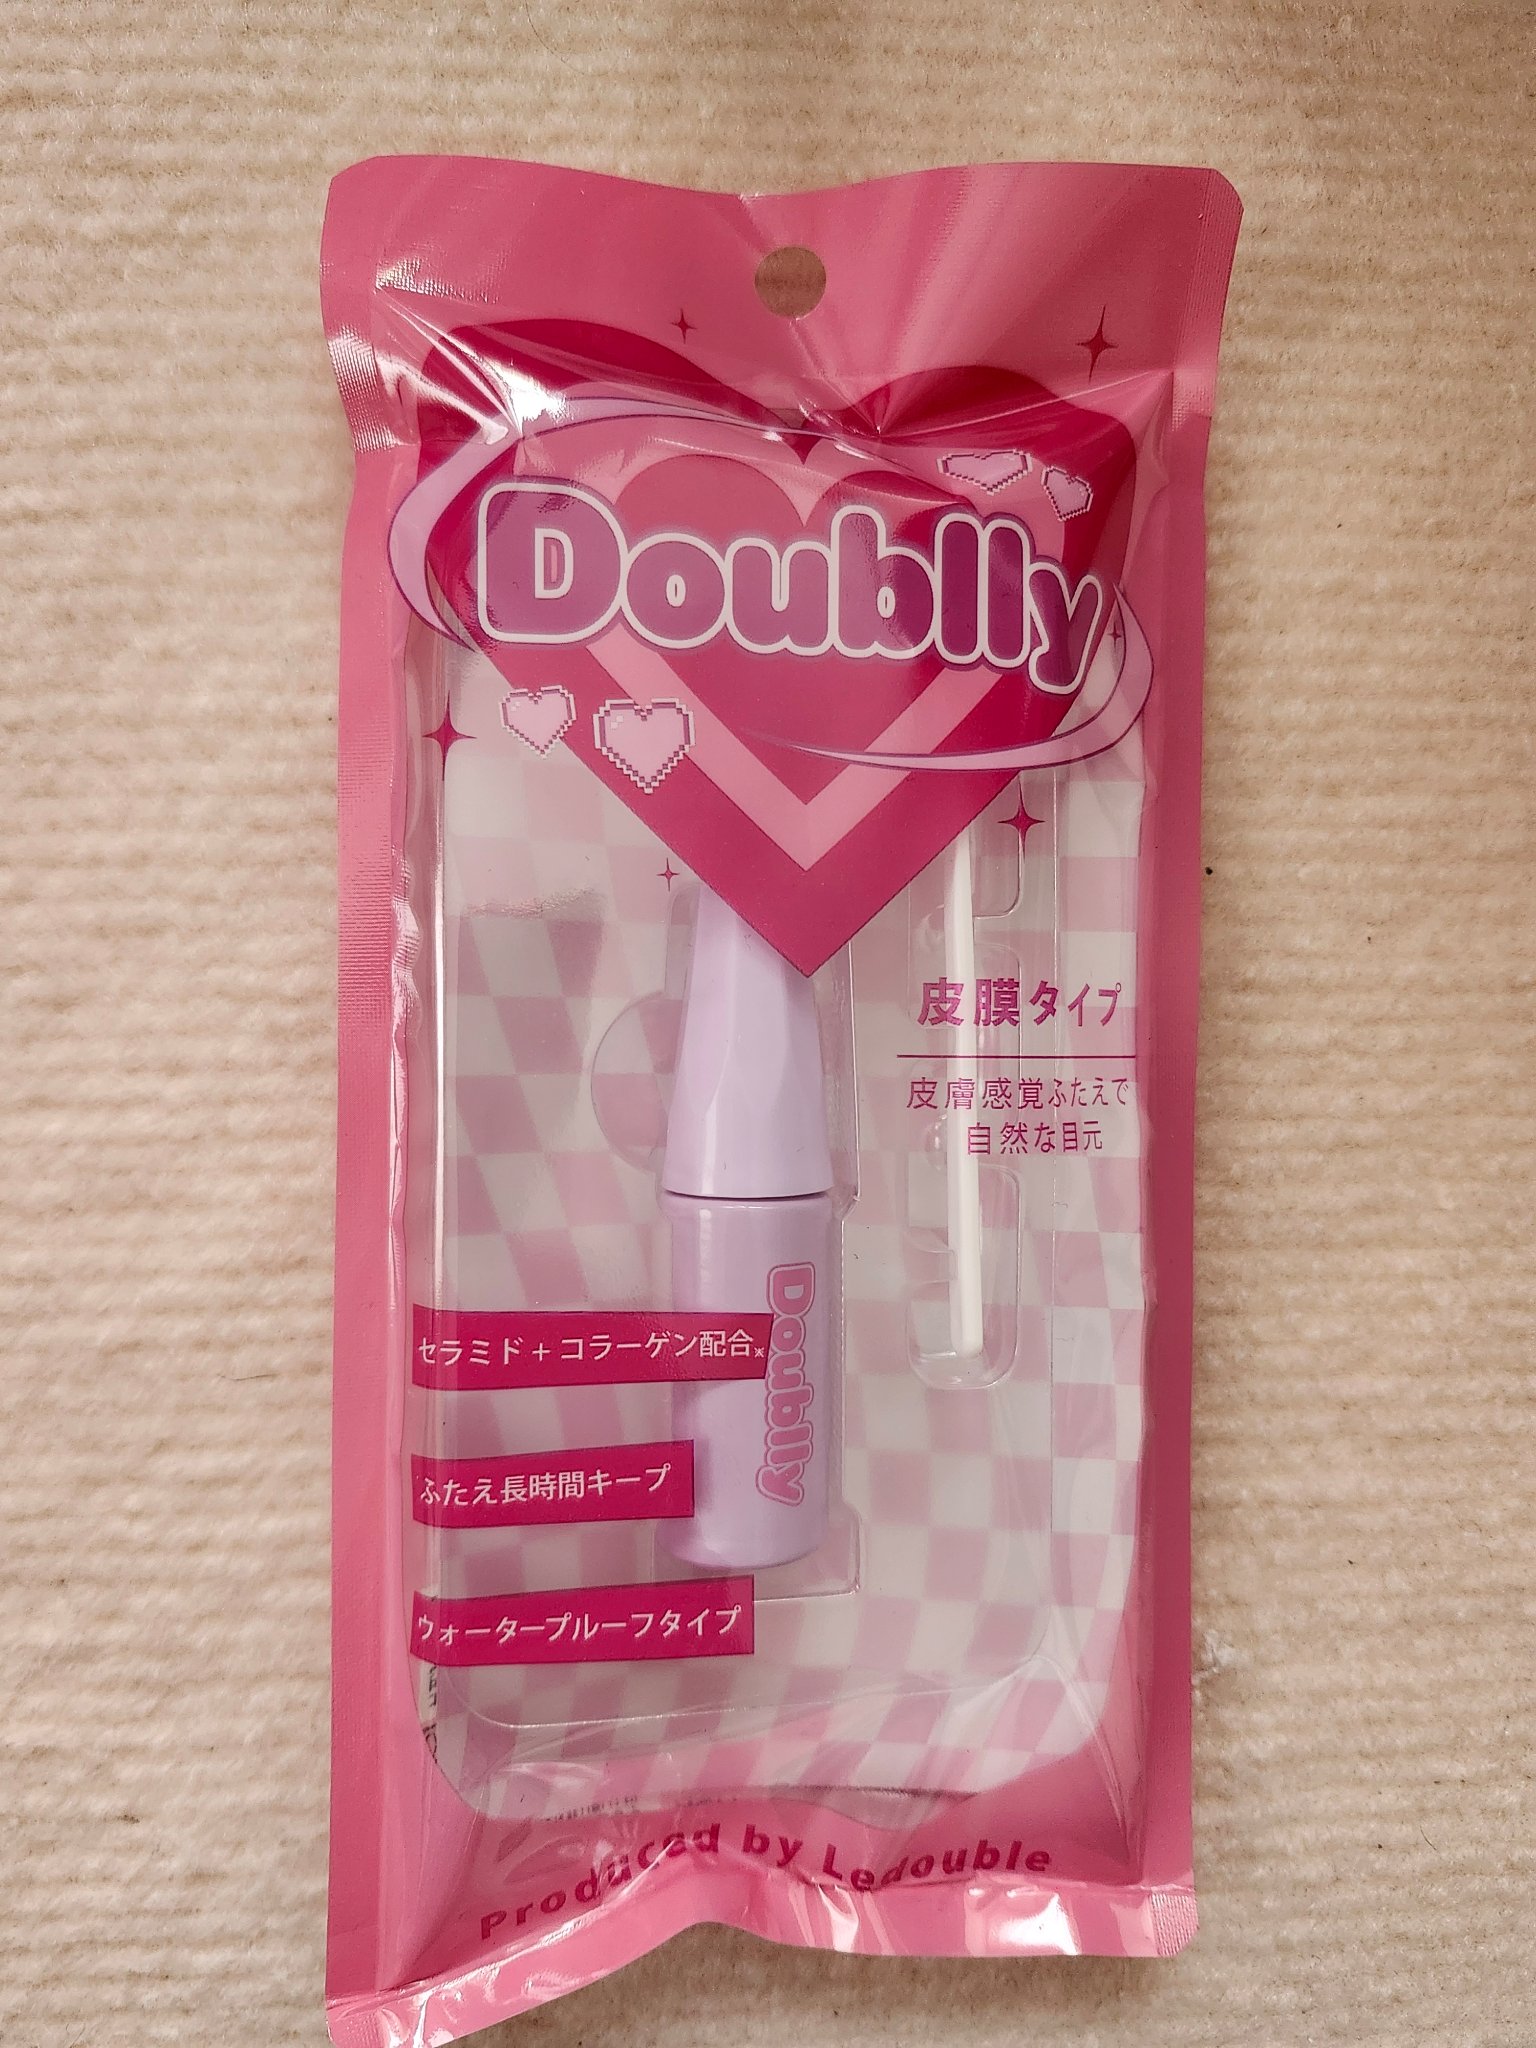 Doublly
皮膜タイプ
皮膚感覚ふたえで
自然な目元
Doublly
セラミド+コラーゲン配合※
ふたえ長時間キープ
ウォータープルーフタイプ
Produced by Ledouble